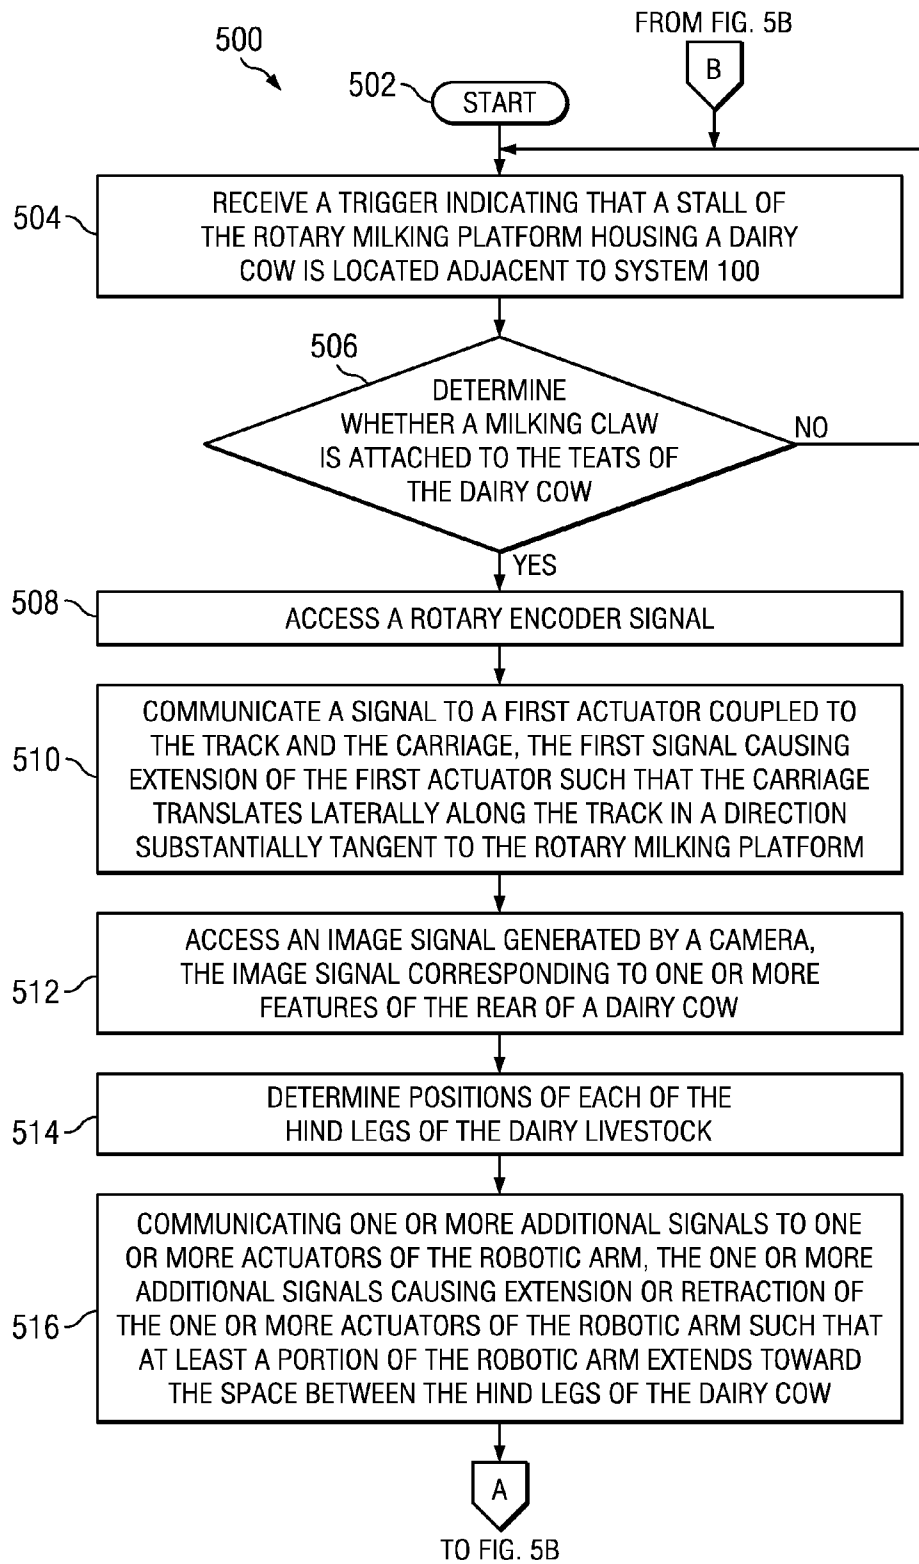 FROM FIG. 5B
500
B
502
START
504
RECEIVE A TRIGGER INDICATING THAT A STALL OF
THE ROTARY MILKING PLATFORM HOUSING A DAIRY
COW IS LOCATED ADJACENT TO SYSTEM 100
506
DETERMINE
WHETHER A MILKING CLAW
IS ATTACHED TO THE TEATS OF
THE DAIRY COW
NO
YES
508
ACCESS A ROTARY ENCODER SIGNAL
510
COMMUNICATE A SIGNAL TO A FIRST ACTUATOR COUPLED TO
THE TRACK AND THE CARRIAGE, THE FIRST SIGNAL CAUSING
EXTENSION OF THE FIRST ACTUATOR SUCH THAT THE CARRIAGE
TRANSLATES LATERALLY ALONG THE TRACK IN A DIRECTION
SUBSTANTIALLY TANGENT TO THE ROTARY MILKING PLATFORM
512
ACCESS AN IMAGE SIGNAL GENERATED BY A CAMERA,
THE IMAGE SIGNAL CORRESPONDING TO ONE OR MORE
FEATURES OF THE REAR OF A DAIRY COW
514
DETERMINE POSITIONS OF EACH OF THE
HIND LEGS OF THE DAIRY LIVESTOCK
516
COMMUNICATING ONE OR MORE ADDITIONAL SIGNALS TO ONE
OR MORE ACTUATORS OF THE ROBOTIC ARM, THE ONE OR MORE
ADDITIONAL SIGNALS CAUSING EXTENSION OR RETRACTION OF
THE ONE OR MORE ACTUATORS OF THE ROBOTIC ARM SUCH THAT
AT LEAST A PORTION OF THE ROBOTIC ARM EXTENDS TOWARD
THE SPACE BETWEEN THE HIND LEGS OF THE DAIRY COW
A
TO FIG. 5B